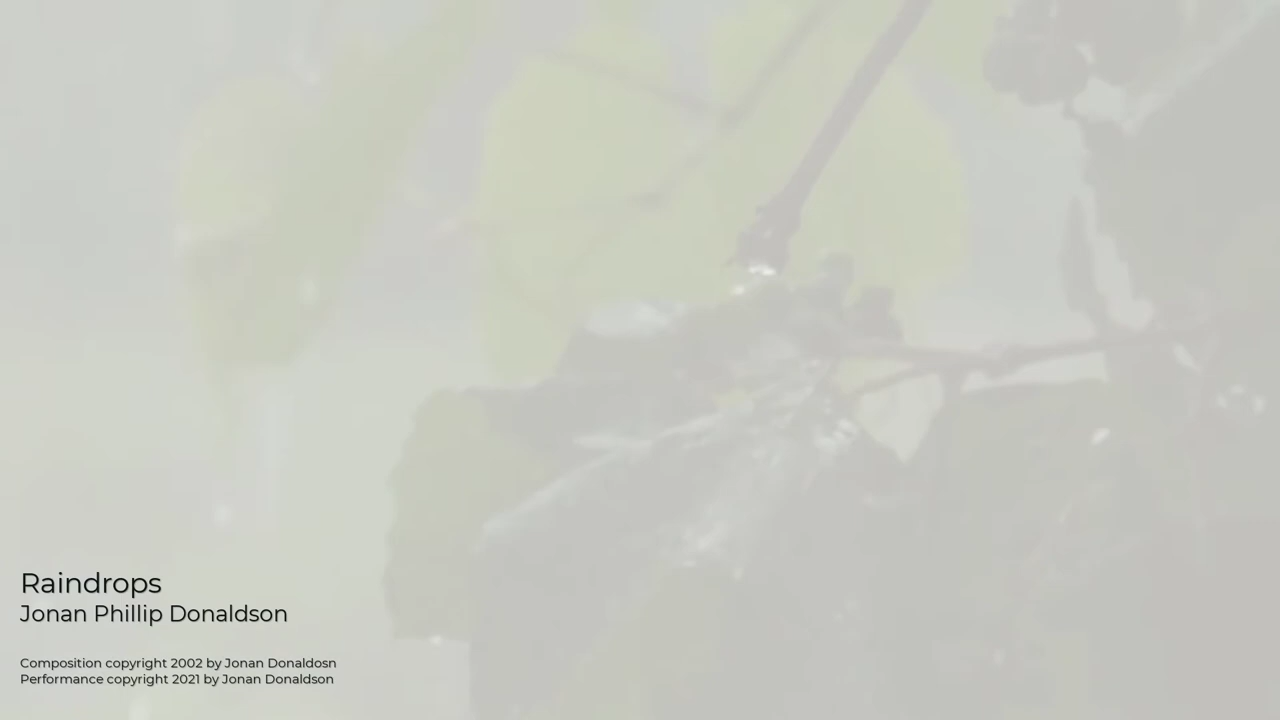 Raindrops
Jonan Phillip Donaldson
Composition copyright 2002 by Jonan Donaldosn
Performance copyright 2021 by Jonan Donaldson